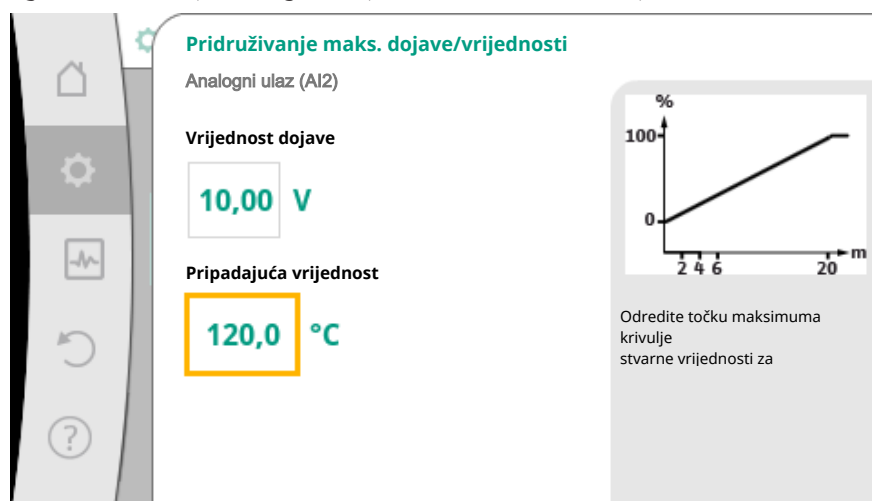 Pridruživanje maks. dojave/vrijednosti
Analogni ulaz (AI2)
Vrijednost dojave
10,00 V
Pripadajuća vrijednost
120,0 °C
%
100
0
2 4 6 20
m
Odredite točku maksimuma
krivulje
stvarne vrijednosti za
?